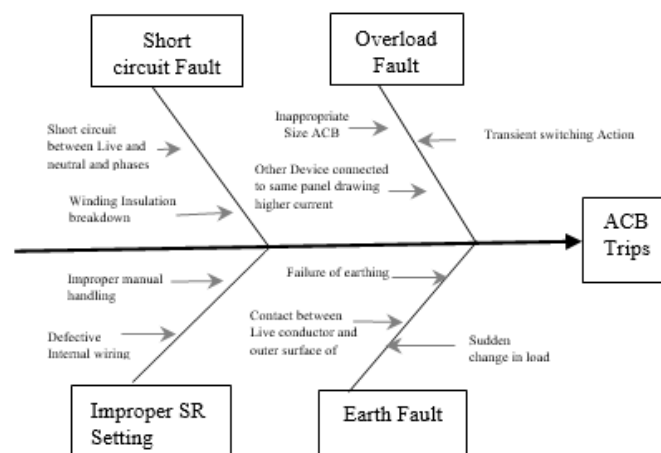 Short
circuit Fault
Overload
Fault
Inappropriate
Size ACB
Transient switching Action
Short circuit
between Live and
neutral and phases
Other Device connected
to same panel drawing
higher current
Winding Insulation
breakdown
ACB
Trips
Improper manual
handling
Failure of earthing
Contact between
Live conductor and
outer surface of
Defective
Internal wiring
Sudden
change in load
Improper SR
Setting
Earth Fault